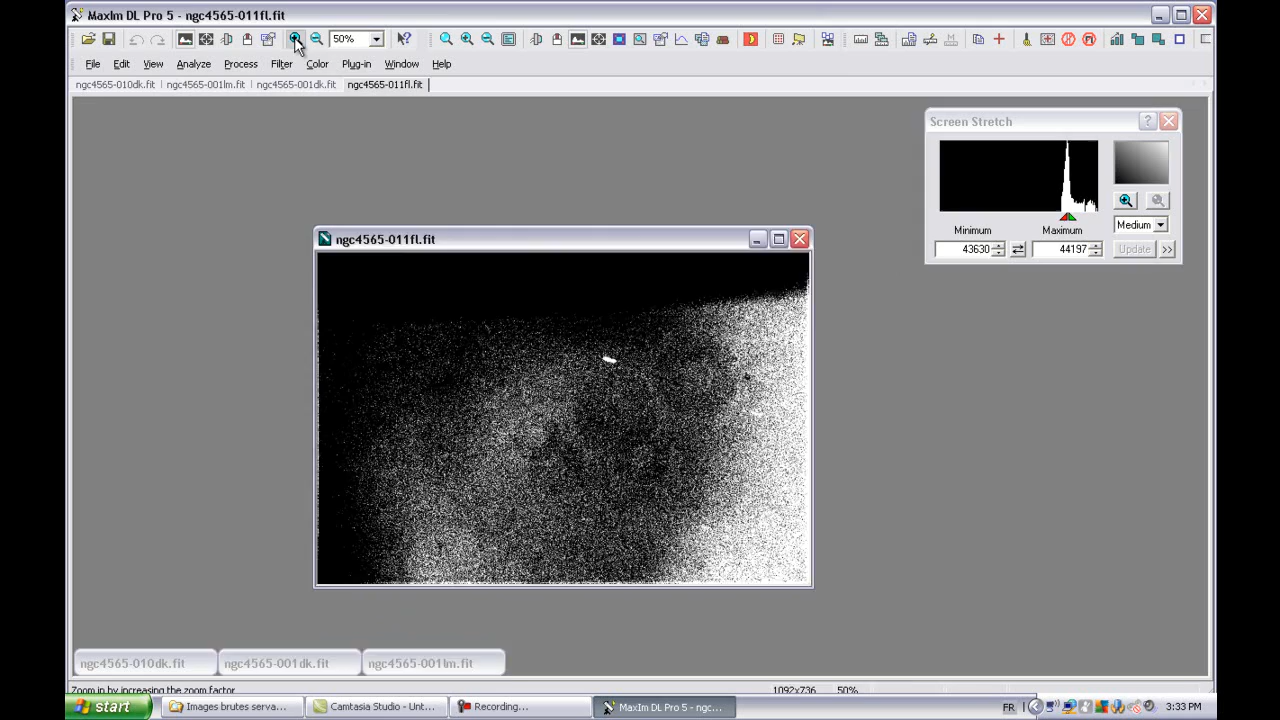 MaxIm DL Pro 5 - ngc4565-011fl.fit
50%
File Edit View Analyze Process Filter Color Plug-in Window Help
ngc4565-010dk.fit ngc4565-001lm.fit ngc4565-001dk.fit ngc4565-011fl.fit
Screen Stretch
Minimum Maximum
Medium
43630 44197 Update >>
ngc4565-011fl.fit
ngc4565-010dk.fit ngc4565-001dk.fit ngc4565-001lm.fit
Zoom in by increasing the zoom factor 1092x736 50%
start Images brutes serva... Camtasia Studio - Unt... Recording... MaxIm DL Pro 5 - ngc... FR 3:33 PM